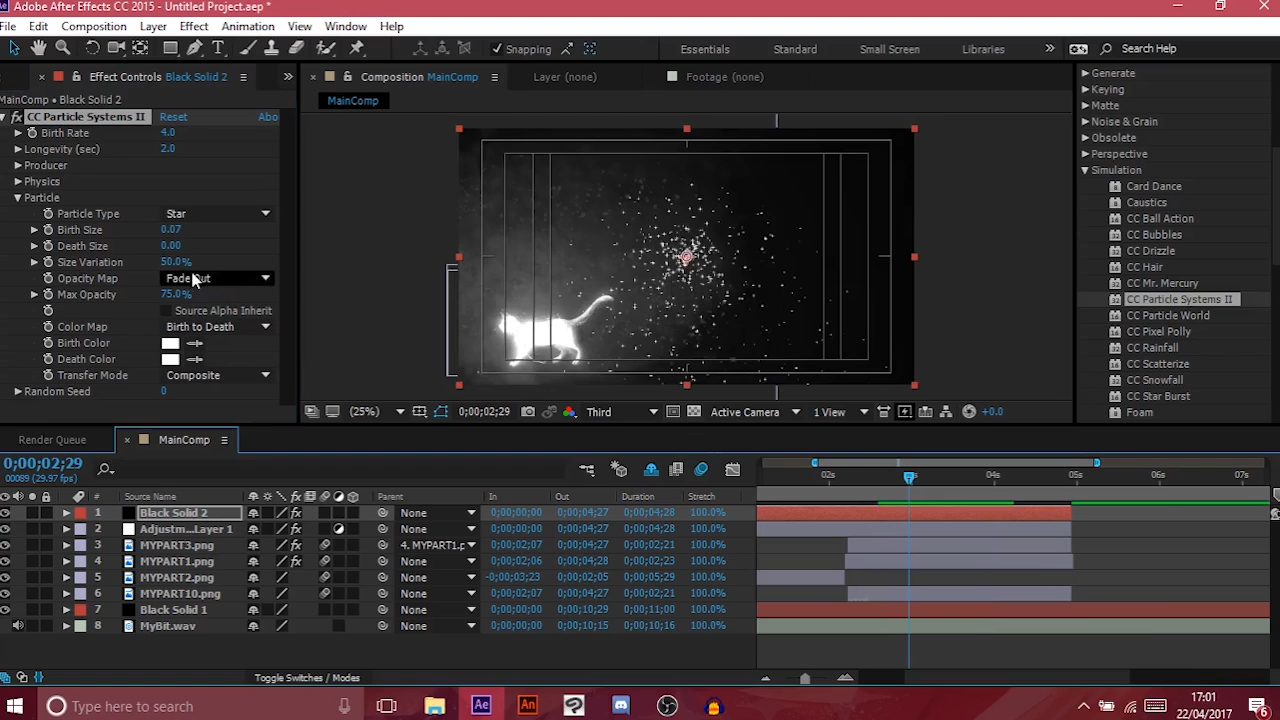 Adobe After Effects CC 2015 - Untitled Project.aep *
File Edit Composition Layer Effect Animation View Window Help
Snapping Essentials Standard Small Screen Libraries Search Help
Effect Controls Black Solid 2
MainComp • Black Solid 2
fx CC Particle Systems II Reset Abo
Birth Rate 4.0
Longevity (sec) 2.0
Producer
Physics
Particle
Particle Type Star
Birth Size 0.07
Death Size 0.00
Size Variation 50.0%
Opacity Map Fade Out
Max Opacity 75.0%
Source Alpha Inherit
Color Map Birth to Death
Birth Color
Death Color
Transfer Mode Composite
Random Seed 0
Composition MainComp Layer (none) Footage (none)
MainComp
(25%) 0;00;02;29 Third Active Camera 1 View +0.0
Generate
Keying
Matte
Noise & Grain
Obsolete
Perspective
Simulation
Card Dance
Caustics
CC Ball Action
CC Bubbles
CC Drizzle
CC Hair
CC Mr. Mercury
CC Particle Systems II
CC Particle World
CC Pixel Polly
CC Rainfall
CC Scatterize
CC Snowfall
CC Star Burst
Foam
Render Queue MainComp
0;00;02;29
00089 (29.97 fps)
02s 04s 05s 06s 07s
# Source Name Parent In Out Duration Stretch
1 Black Solid 2 fx None 0;00;00;00 0;00;04;27 0;00;04;28 100.0%
2 Adjustm...Layer 1 fx None 0;00;00;00 0;00;04;27 0;00;04;28 100.0%
3 MYPART3.png fx 4. MYPART1.p 0;00;02;07 0;00;04;27 0;00;02;21 100.0%
4 MYPART1.png fx None 0;00;02;06 0;00;04;28 0;00;02;23 100.0%
5 MYPART2.png None -0;00;03;23 0;00;02;05 0;00;05;29 100.0%
6 MYPART10.png None 0;00;02;07 0;00;04;27 0;00;02;21 100.0%
7 Black Solid 1 None 0;00;00;00 0;00;10;29 0;00;11;00 100.0%
8 MyBit.wav None 0;00;00;00 0;00;10;15 0;00;10;16 100.0%
Toggle Switches / Modes
Type here to search 17:01
22/04/2017 6